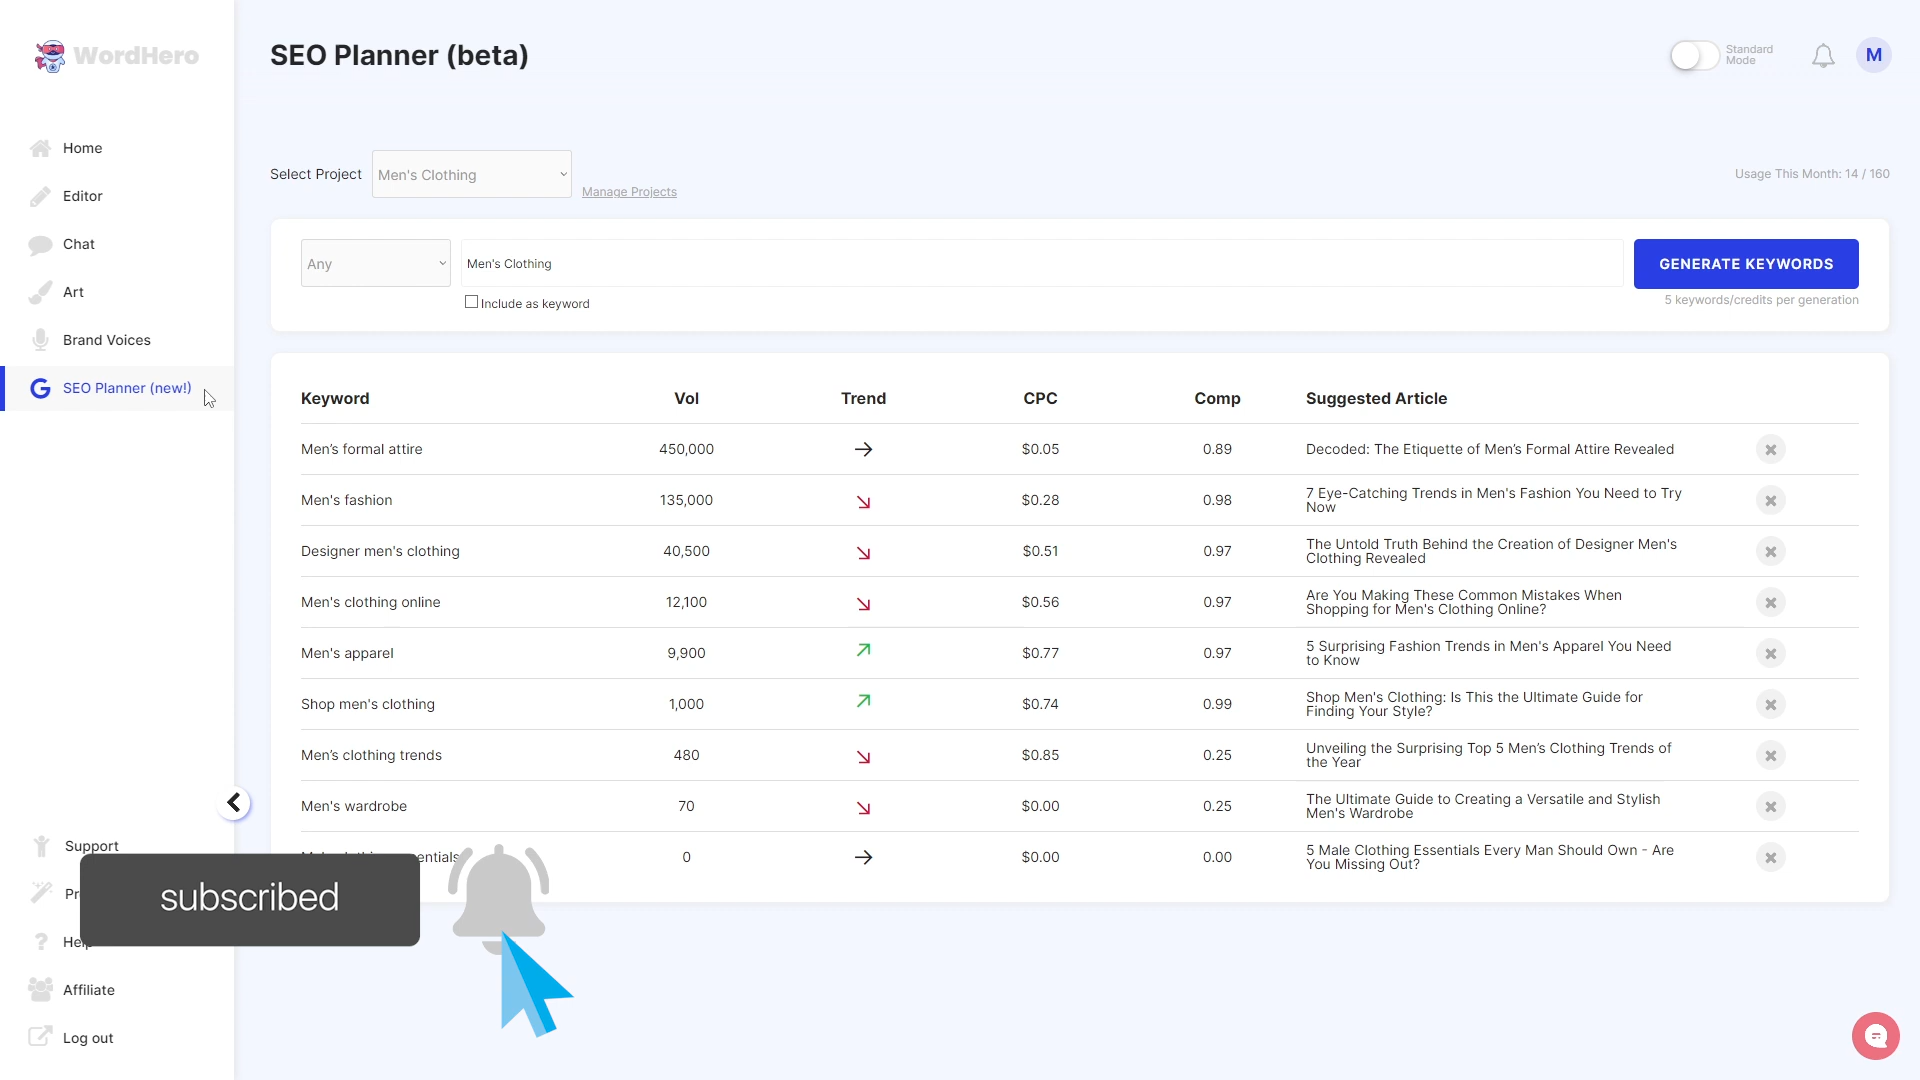 WordHero
SEO Planner (beta)
Standard
Mode
M
Home
Editor
Chat
Art
Brand Voices
SEO Planner (new!)
Select Project
Men's Clothing
Manage Projects
Usage This Month: 14 / 160
Any
Men's Clothing
GENERATE KEYWORDS
Include as keyword
5 keywords/credits per generation
Keyword Vol Trend CPC Comp Suggested Article
Men's formal attire 450,000 $0.05 0.89 Decoded: The Etiquette of Men's Formal Attire Revealed
Men's fashion 135,000 $0.28 0.98 7 Eye-Catching Trends in Men's Fashion You Need to Try
Now
Designer men's clothing 40,500 $0.51 0.97 The Untold Truth Behind the Creation of Designer Men's
Clothing Revealed
Men's clothing online 12,100 $0.56 0.97 Are You Making These Common Mistakes When
Shopping for Men's Clothing Online?
Men's apparel 9,900 $0.77 0.97 5 Surprising Fashion Trends in Men's Apparel You Need
to Know
Shop men's clothing 1,000 $0.74 0.99 Shop Men's Clothing: Is This the Ultimate Guide for
Finding Your Style?
Men's clothing trends 480 $0.85 0.25 Unveiling the Surprising Top 5 Men's Clothing Trends of
the Year
Men's wardrobe 70 $0.00 0.25 The Ultimate Guide to Creating a Versatile and Stylish
Men's Wardrobe
0 $0.00 0.00 5 Male Clothing Essentials Every Man Should Own - Are
You Missing Out?
Support
subscribed
Affiliate
Log out